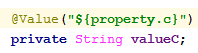 @Value("${property.c}")
private String valueC;